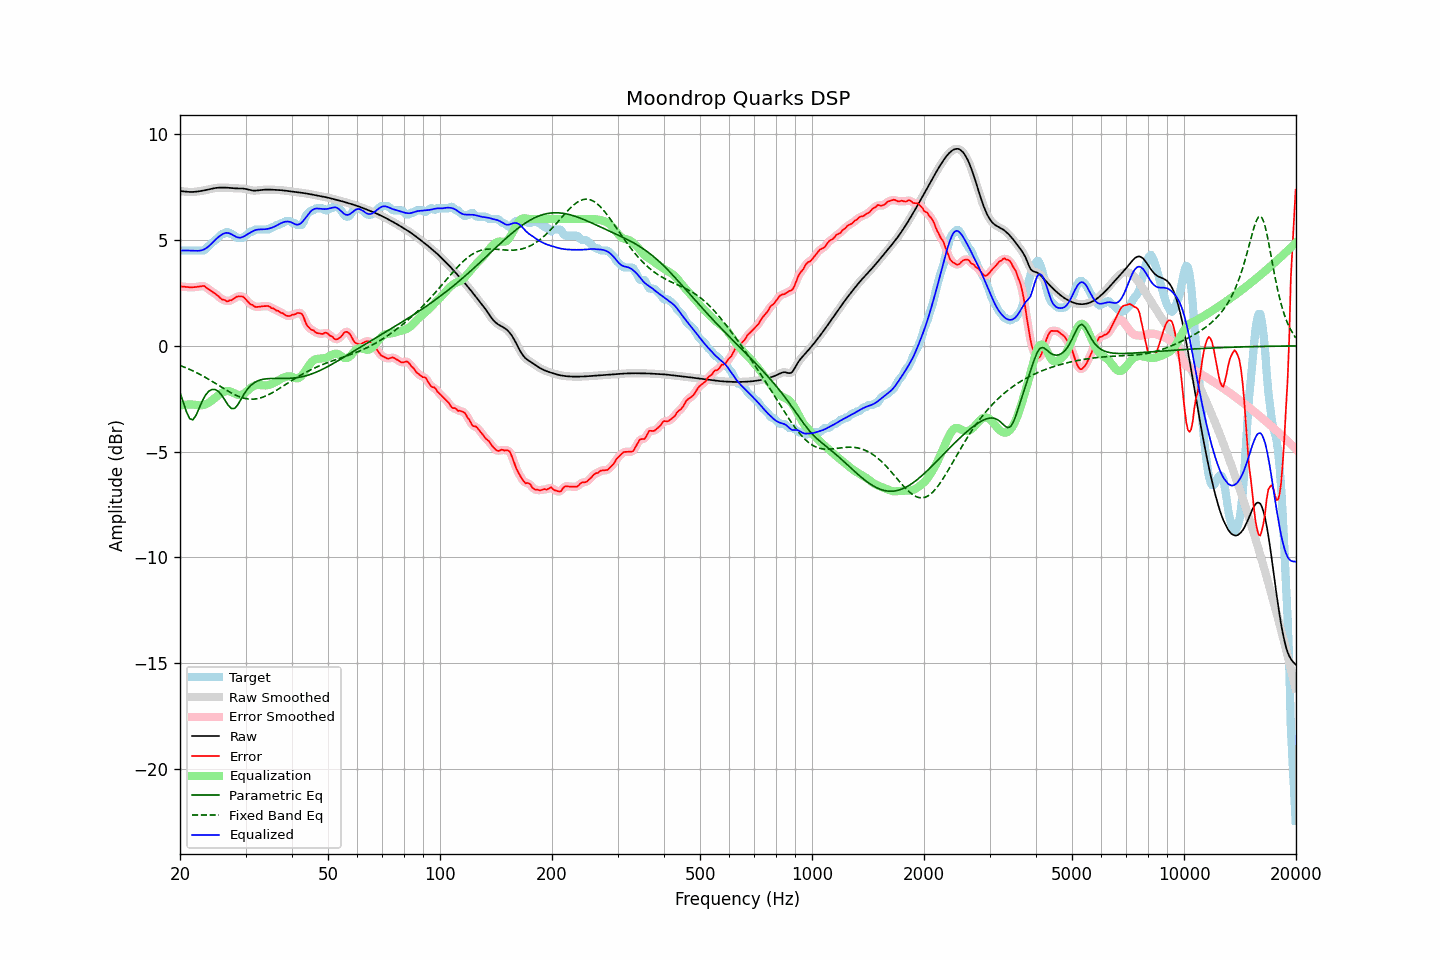 Moondrop Quarks DSP
10
5
0
−5
−10
−15
−20
Amplitude (dBr)
Target
Raw Smoothed
Error Smoothed
Raw
Error
Equalization
Parametric Eq
Fixed Band Eq
Equalized
20 50 100 200 500 1000 2000 5000 10000 20000
Frequency (Hz)